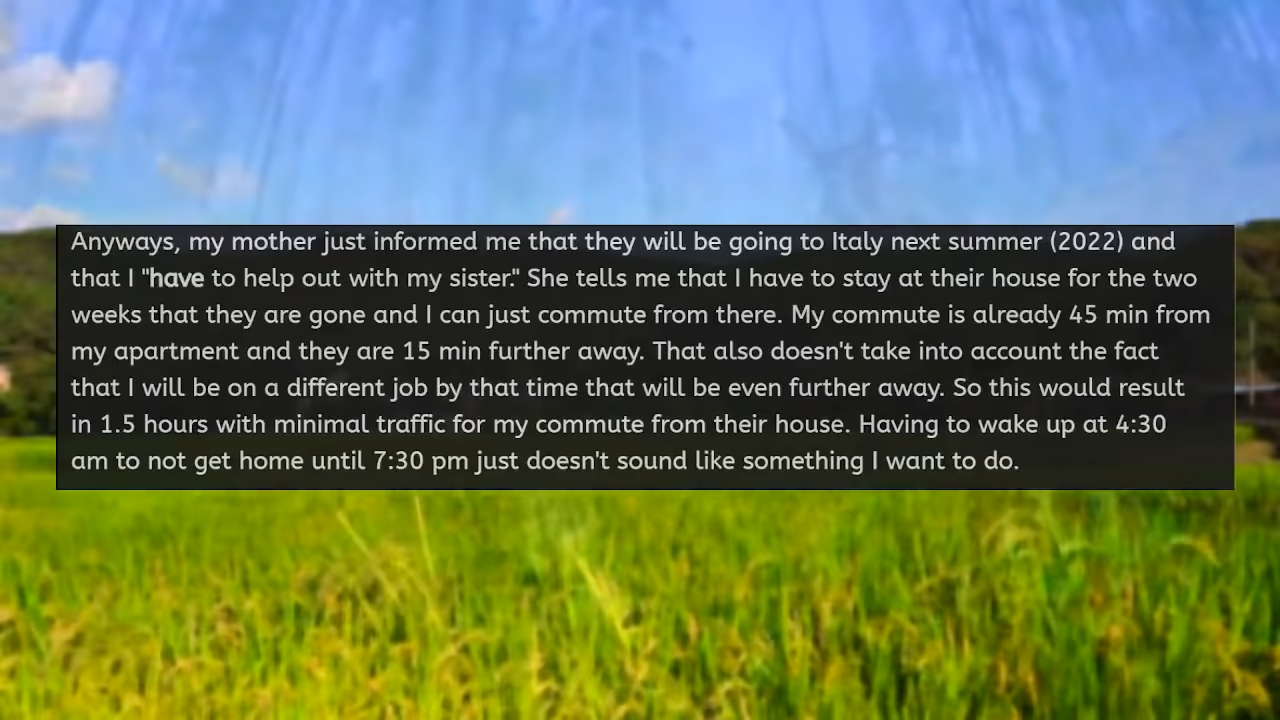 Anyways, my mother just informed me that they will be going to Italy next summer (2022) and
that I "have to help out with my sister." She tells me that I have to stay at their house for the two
weeks that they are gone and I can just commute from there. My commute is already 45 min from
my apartment and they are 15 min further away. That also doesn't take into account the fact
that I will be on a different job by that time that will be even further away. So this would result
in 1.5 hours with minimal traffic for my commute from their house. Having to wake up at 4:30
am to not get home until 7:30 pm just doesn't sound like something I want to do.